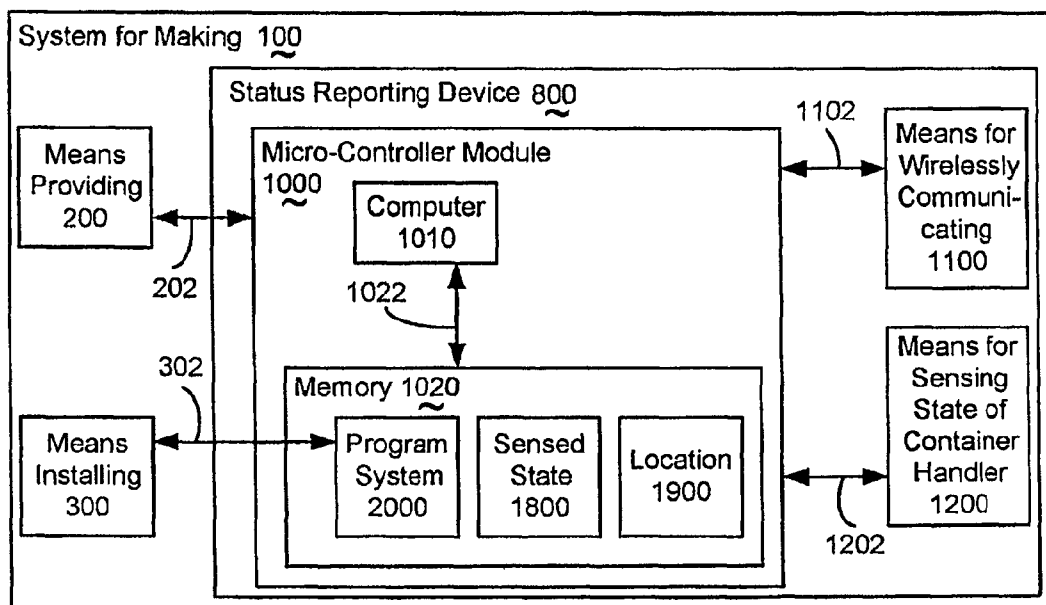 System for Making 100
Status Reporting Device 800
Means
Providing
200
202
302
Means
Installing
300
Micro-Controller Module
1000
Computer
1010
1022
Memory 1020
Program
System
2000
Sensed
State
1800
Location
1900
1102
Means for
Wirelessly
Communi-
cating
1100
Means for
Sensing
State of
Container
Handler
1200
1202